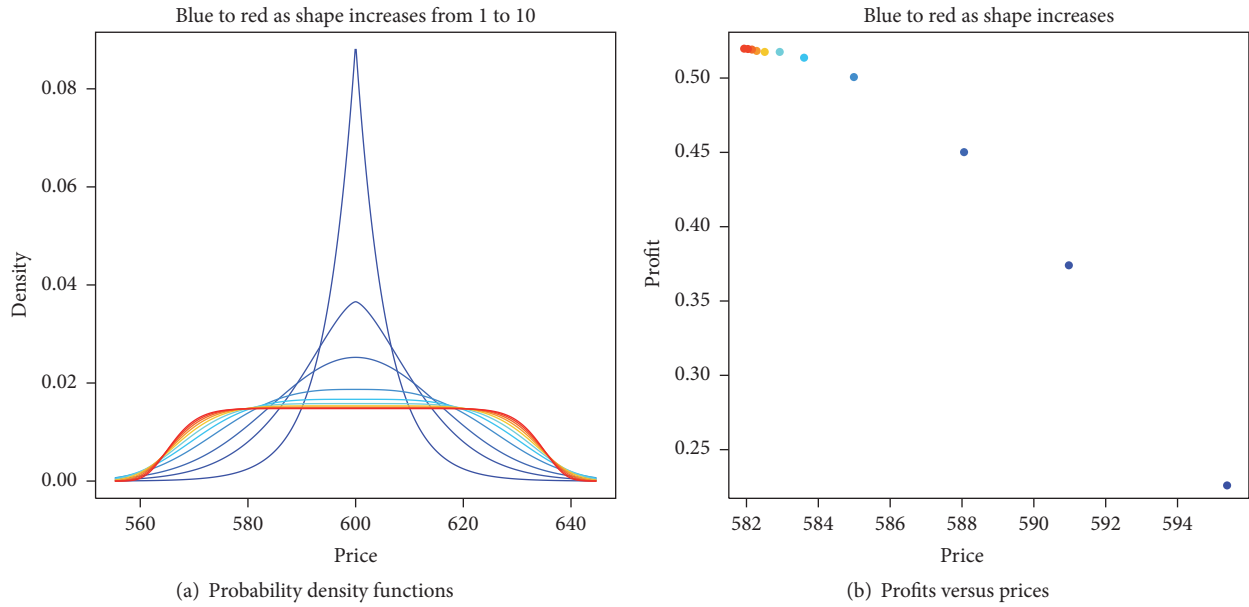 Blue to red as shape increases from 1 to 10
0.08
0.06
0.04
0.02
0.00
Density
560
580
600
620
640
Price
(a) Probability density functions
Blue to red as shape increases
0.50
0.45
0.40
0.35
0.30
0.25
Profit
582
584
586
588
590
592
594
Price
(b) Profits versus prices